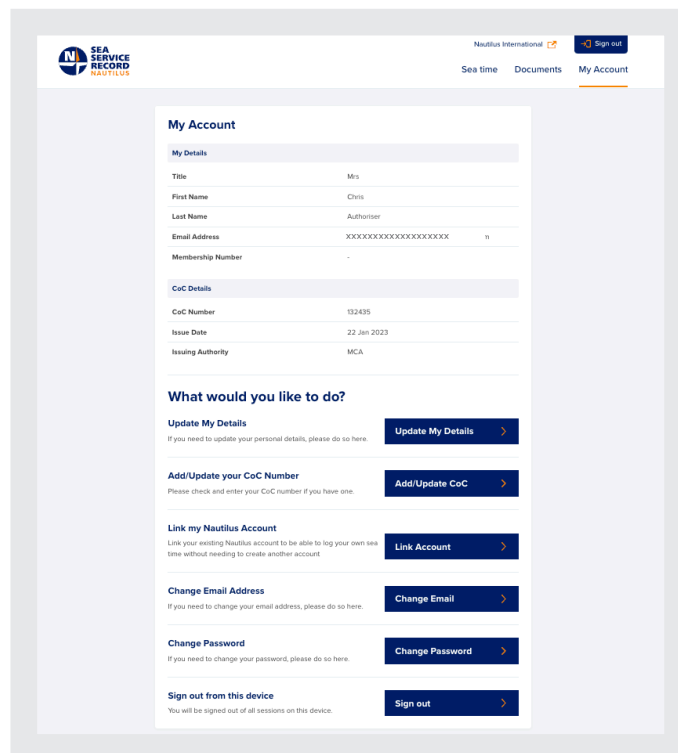 SEA
SERVICE
RECORD
NAUTILUS
Nautilus International
Sign out
Sea time Documents My Account
My Account
My Details
Title Mrs
First Name Chris
Last Name Authoriser
Email Address XXXXXXXXXXXXXXXXXXX n
Membership Number -
CoC Details
CoC Number 132435
Issue Date 22 Jan 2023
Issuing Authority MCA
What would you like to do?
Update My Details
If you need to update your personal details, please do so here.
Update My Details
Add/Update your CoC Number
Please check and enter your CoC number if you have one.
Add/Update CoC
Link my Nautilus Account
Link your existing Nautilus account to be able to log your own sea
time without needing to create another account
Link Account
Change Email Address
If you need to change your email address, please do so here.
Change Email
Change Password
If you need to change your password, please do so here.
Change Password
Sign out from this device
You will be signed out of all sessions on this device.
Sign out